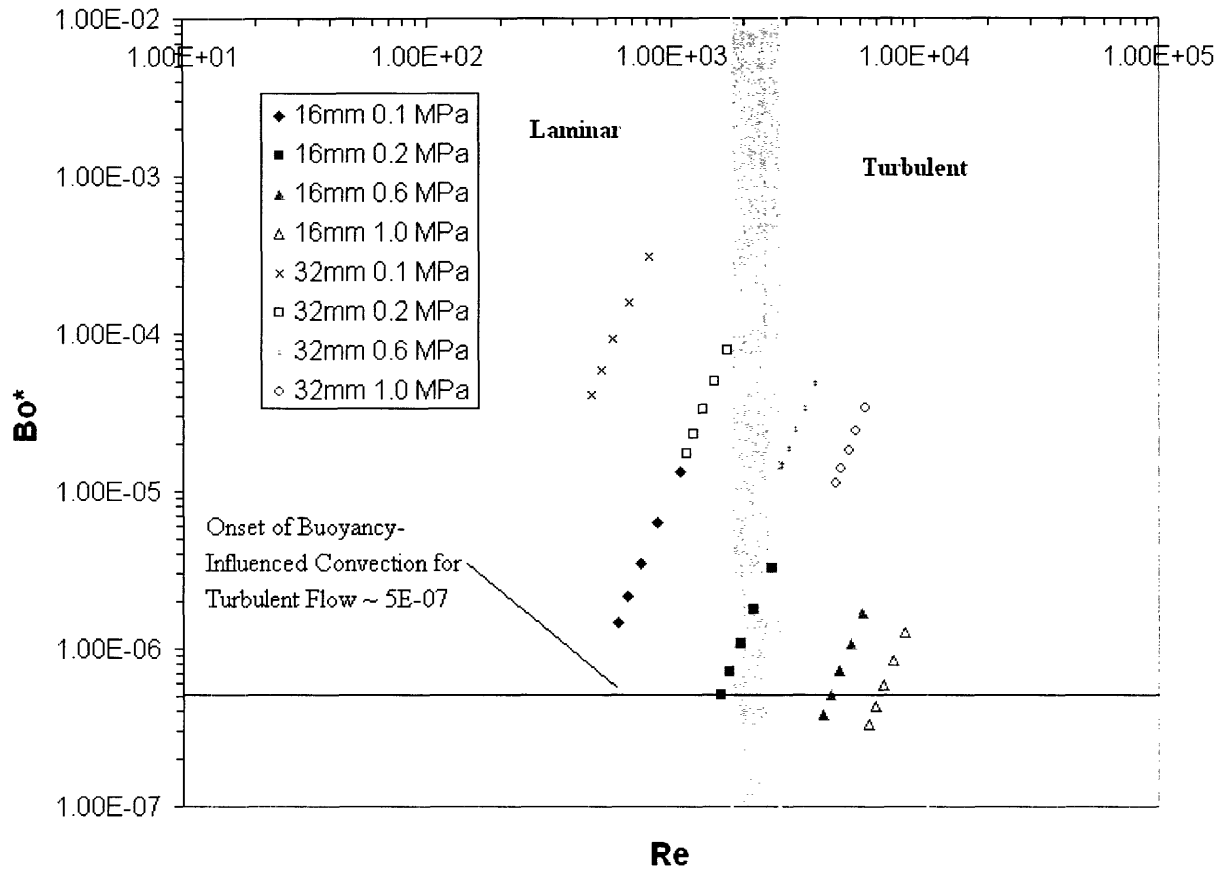 1.00E-02
1.00E+01 1.00E+02 1.00E+03 1.00E+04 1.00E+05
16mm 0.1 MPa
16mm 0.2 MPa
16mm 0.6 MPa
16mm 1.0 MPa
32mm 0.1 MPa
32mm 0.2 MPa
32mm 0.6 MPa
32mm 1.0 MPa
Laminar
Turbulent
1.00E-03
1.00E-04
Bo*
1.00E-05
Onset of Buoyancy-
Influenced Convection for
Turbulent Flow ~ 5E-07
1.00E-06
1.00E-07
Re